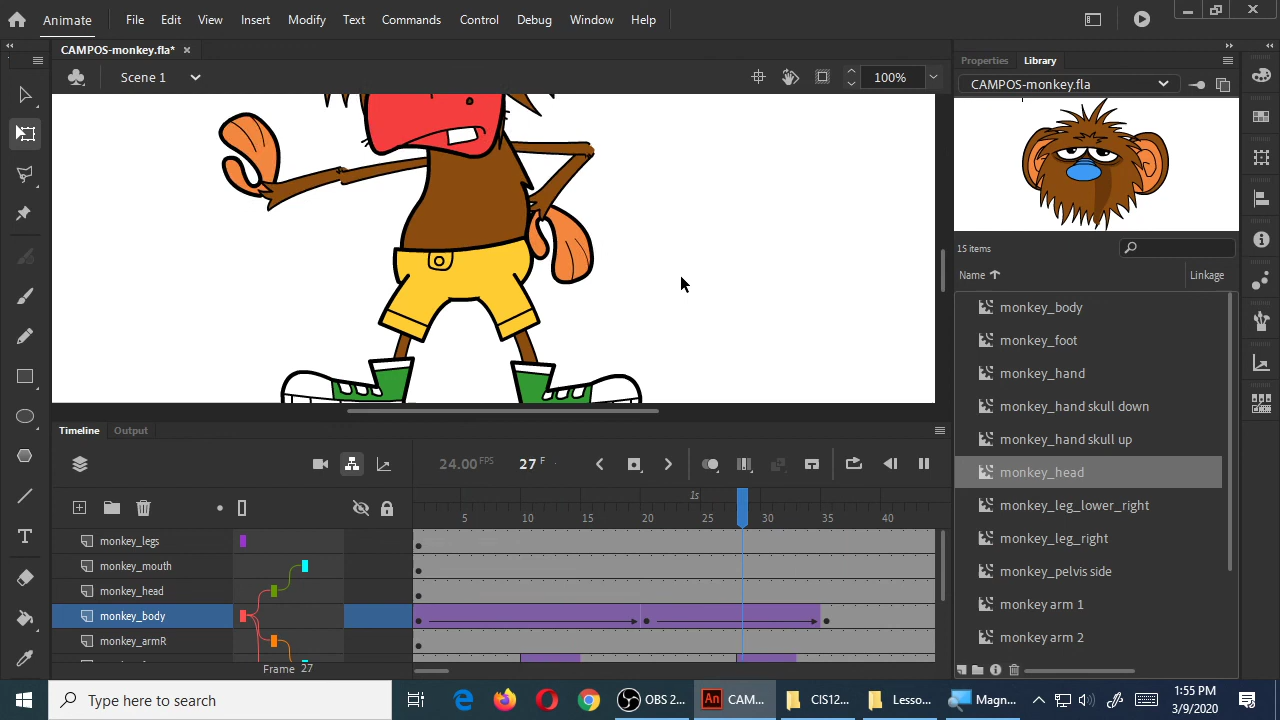 Animate
File Edit View Insert Modify Text Commands Control Debug Window Help
CAMPOS-monkey.fla*
Scene 1
100%
Properties
Library
CAMPOS-monkey.fla
15 items
Name
Linkage
monkey_body
monkey_foot
monkey_hand
monkey_hand skull down
monkey_hand skull up
monkey_head
monkey_leg_lower_right
monkey_leg_right
monkey_pelvis side
monkey arm 1
monkey arm 2
Timeline
Output
24.00 FPS
27 F
1s
5 10 15 20 25 30 35 40
monkey_legs
monkey_mouth
monkey_head
monkey_body
monkey_armR
Frame 27
Type here to search
OBS 2...
An
CAM...
CIS12...
Lesso...
Magn...
1:55 PM
3/9/2020